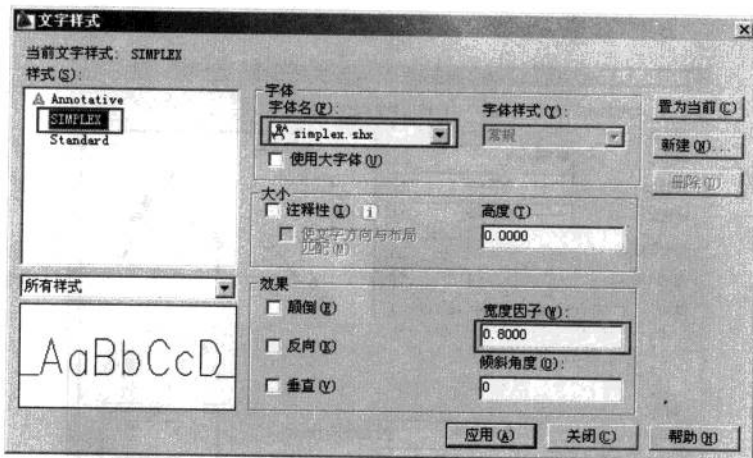 文字样式
当前文字样式: SIMPLEX
样式(S):
Annotative
SIMPLEX
Standard
所有样式
AaBbCcD
字体
字体名(F):
simplex.shx
使用大字体(U)
字体样式(Y):
常规
大小
注释性(I)
使文字方向与布局
匹配(M)
高度(T)
0.0000
效果
颠倒(E)
反向(K)
垂直(V)
宽度因子(W):
0.8000
倾斜角度(O):
0
置为当前(C)
新建(N)...
删除(D)
应用(A)
关闭(C)
帮助(H)